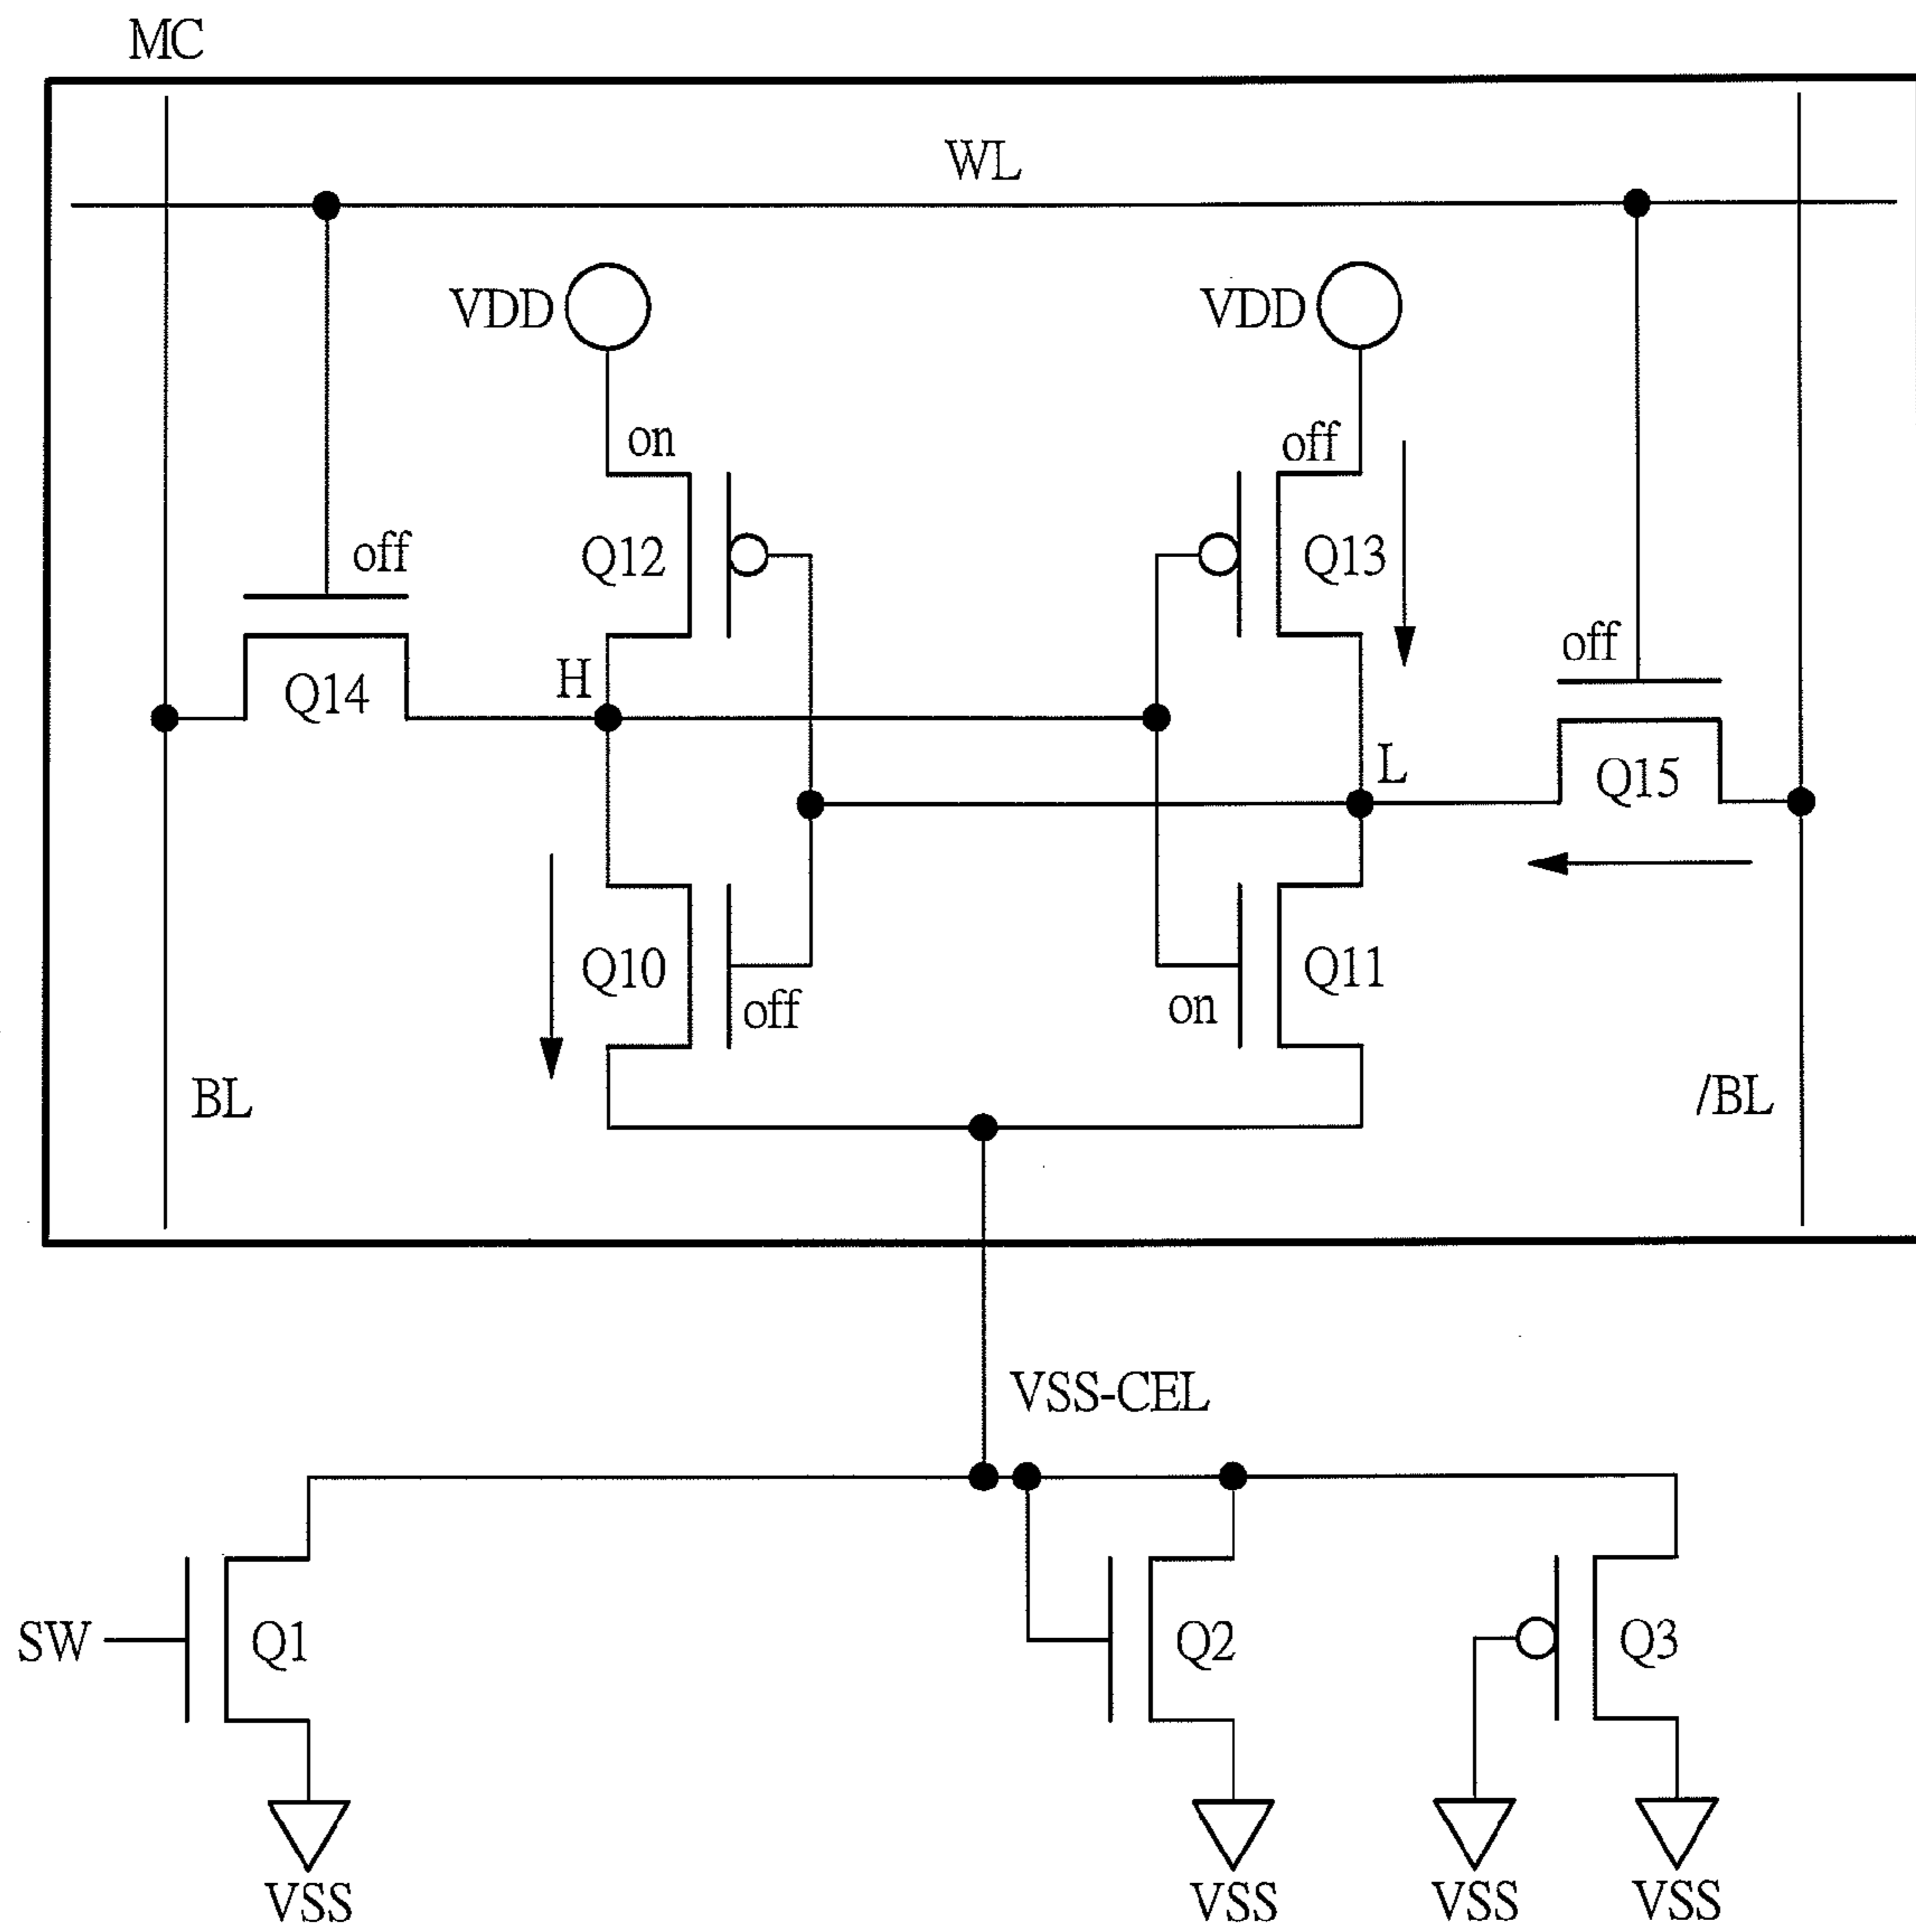 MC
WL
VDD
VDD
on
off
off
Q12
Q13
off
H
Q14
L
Q15
Q10
Q11
off
on
BL
/BL
VSS-CEL
SW
Q1
Q2
Q3
VSS
VSS
VSS
VSS